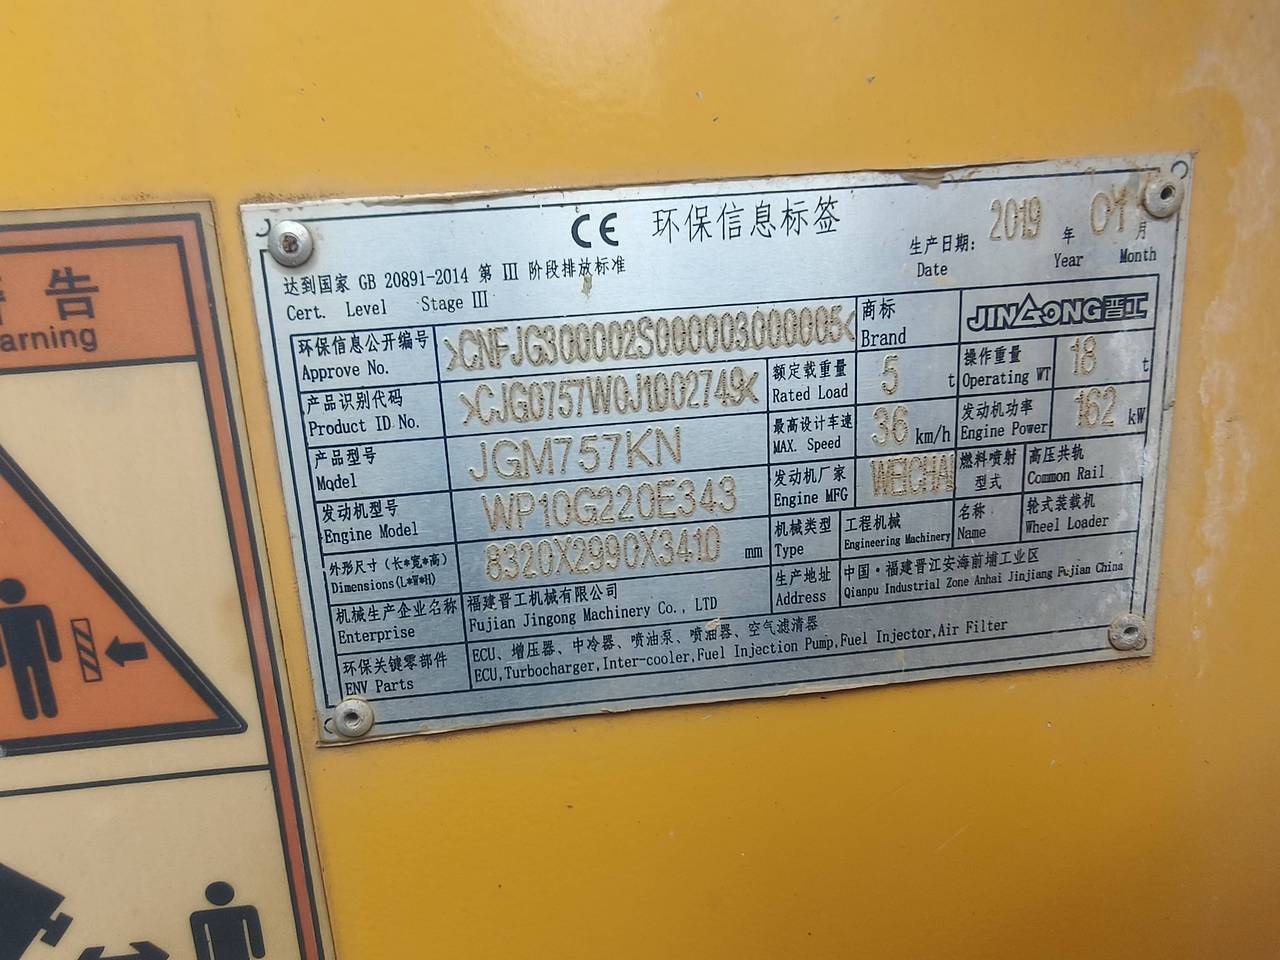 警告
arning
CE 环保信息标签
生产日期: 2019 年 01 月
Date Year Month
达到国家 GB 20891-2014 第 III 阶段排放标准
Cert. Level Stage III
环保信息公开编号 >CNFJG300002S000003000005< 商标 JINGONG晋工
Approve No. Brand
产品识别代码 >CJG0757W0J1002749< 额定载重量 5 t 操作重量 18 t
Product ID No. Rated Load Operating WT
产品型号 JGM757KN 最高设计车速 36 km/h 发动机功率 162 kW
Model MAX. Speed Engine Power
发动机型号 WP10G220E343 发动机厂家 WEICHAI 燃料喷射型式 高压共轨
Engine Model Engine MFG Common Rail
外形尺寸 (长*宽*高) 8320X2990X3410 mm 机械类型 工程机械 名称 轮式装载机
Dimensions(L*W*H) Type Engineering Machinery Name Wheel Loader
机械生产企业名称 福建晋工机械有限公司 生产地址 中国·福建晋江安海前埔工业区
Enterprise Fujian Jingong Machinery Co., LTD Address Qianpu Industrial Zone Anhai Jinjiang Fujian China
环保关键零部件 ECU、增压器、中冷器、喷油泵、喷油器、空气滤清器
ENV Parts ECU,Turbocharger,Inter-cooler,Fuel Injection Pump,Fuel Injector,Air Filter